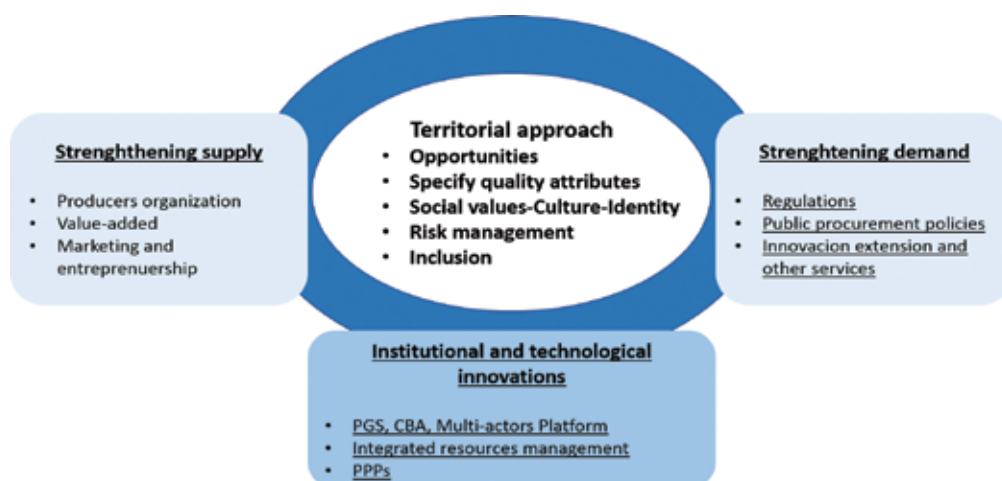 Territorial approach
• Opportunities
• Specify quality attributes
• Social values-Culture-Identity
• Risk management
• Inclusion
Strenghthening supply
• Producers organization
• Value-added
• Marketing and
entreprenuership
Strenghtening demand
• Regulations
• Public procurement policies
• Innovacion extension and
other services
Institutional and technological
innovations
• PGS, CBA, Multi-actors Platform
• Integrated resources management
• PPPs